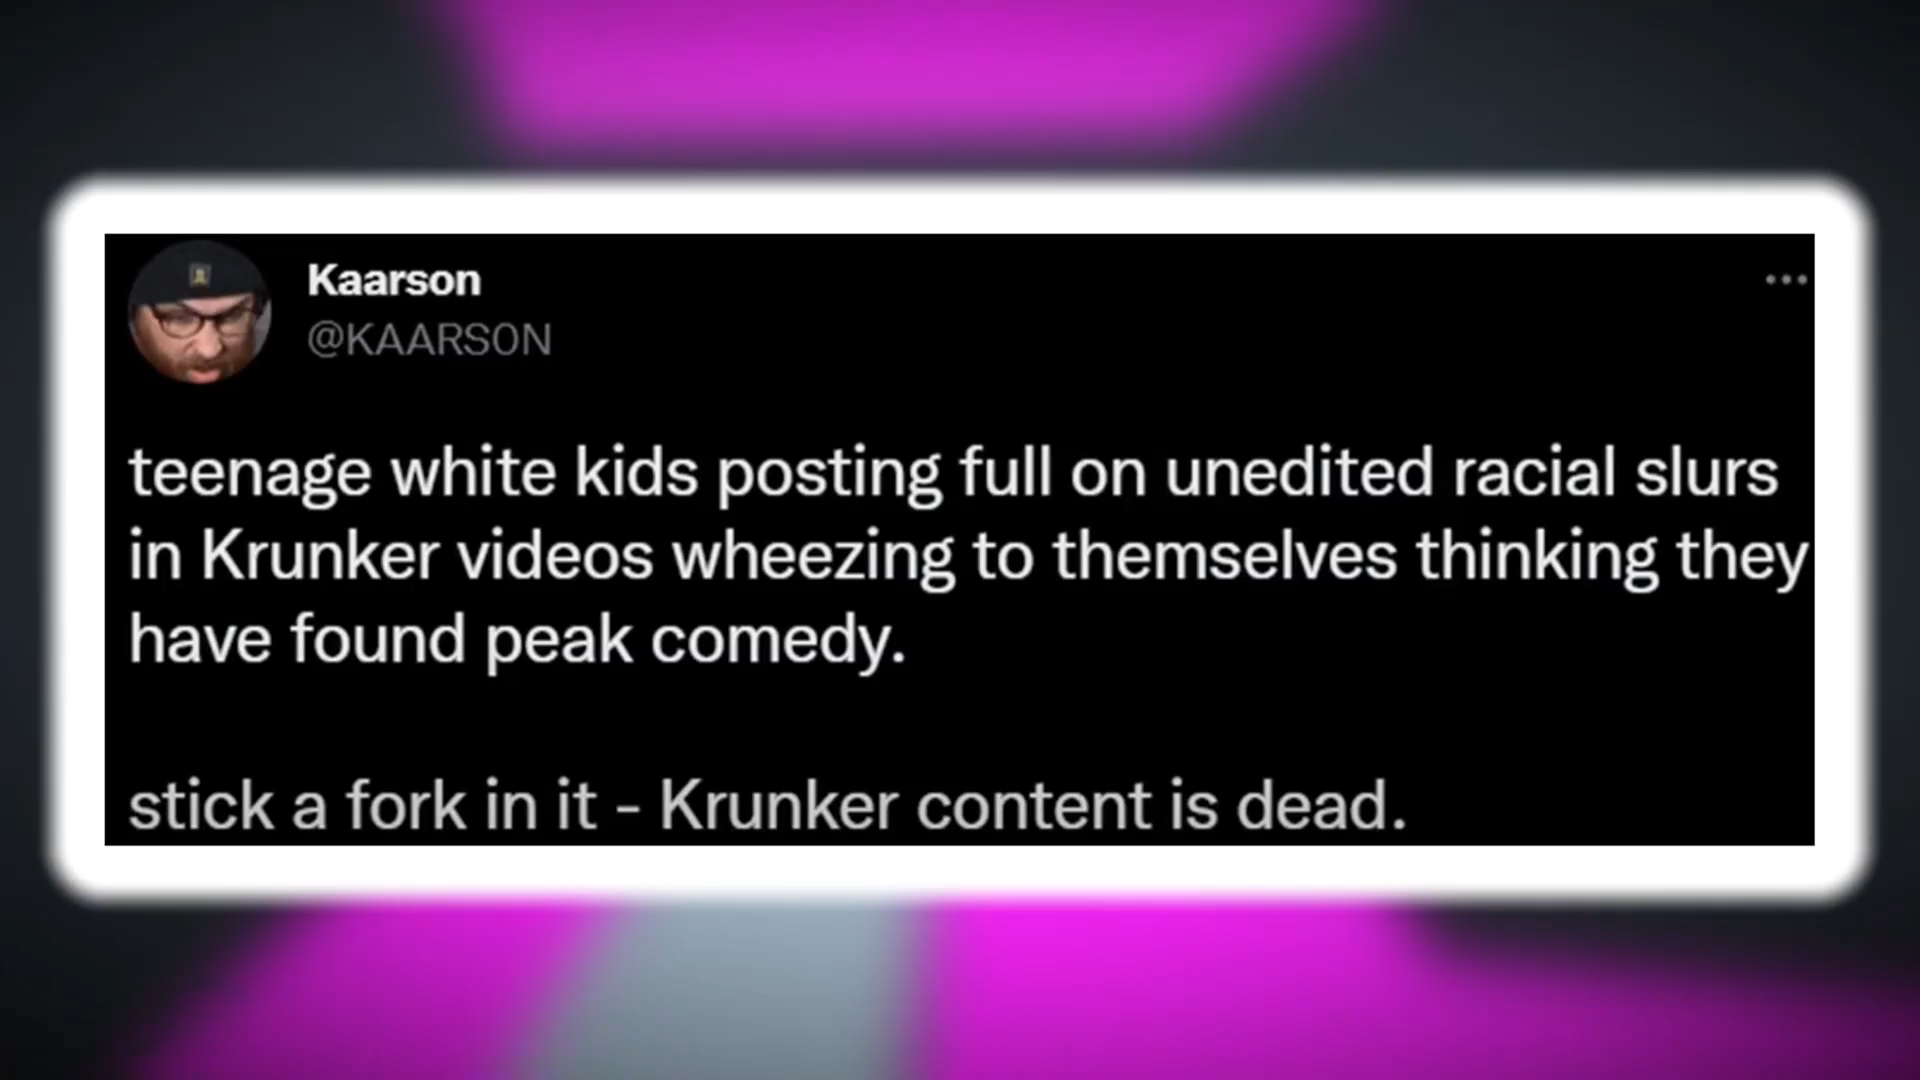 Kaarson
@KAARSON
teenage white kids posting full on unedited racial slurs
in Krunker videos wheezing to themselves thinking they
have found peak comedy.
stick a fork in it - Krunker content is dead.